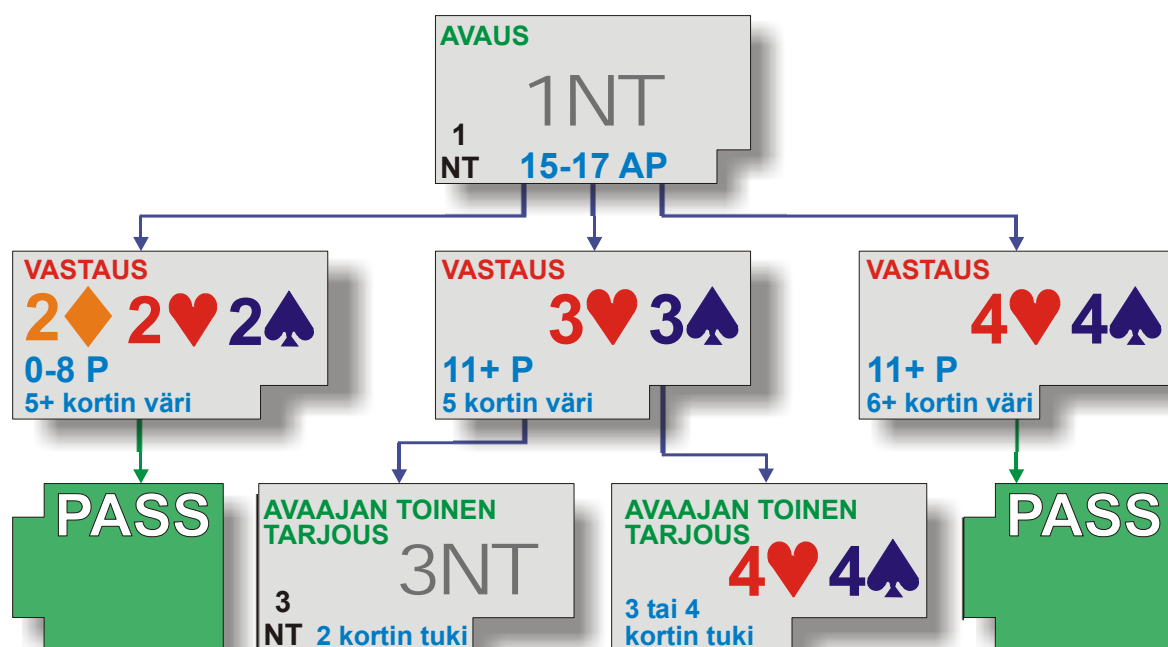 AVAUS
1NT
1
NT 15-17 AP
VASTAUS
2♦ 2♥ 2♠
0-8 P
5+ kortin väri
VASTAUS
3♥ 3♠
11+ P
5 kortin väri
VASTAUS
4♥ 4♠
11+ P
6+ kortin väri
PASS
AVAAJAN TOINEN
TARJOUS
3NT
3
NT 2 kortin tuki
AVAAJAN TOINEN
TARJOUS
4♥ 4♠
3 tai 4
kortin tuki
PASS